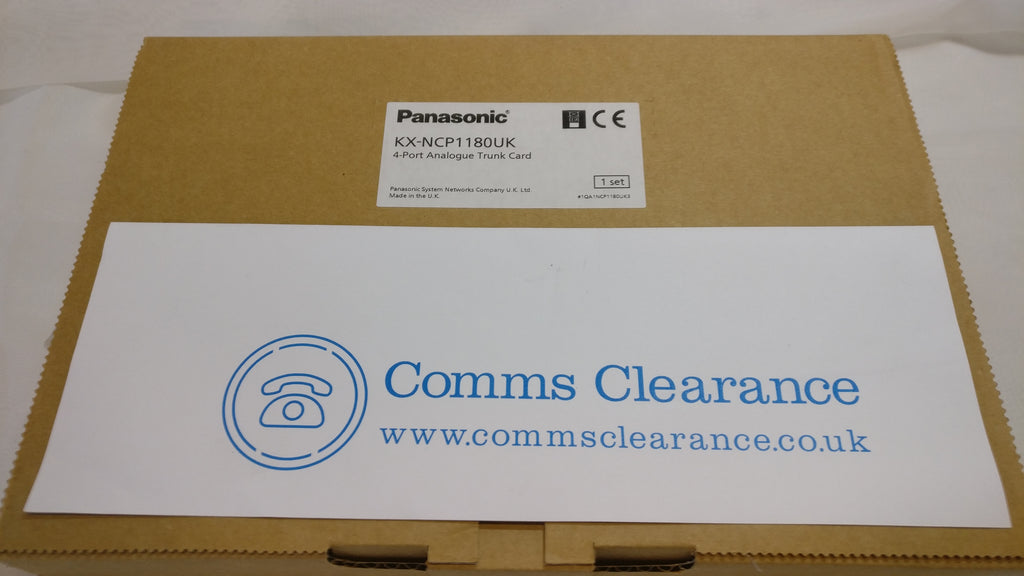 Panasonic
CE
KX-NCP1180UK
4-Port Analogue Trunk Card
1 set
Panasonic System Networks Company U.K. Ltd.
Made in the U.K.
Comms Clearance
www.commsclearance.co.uk